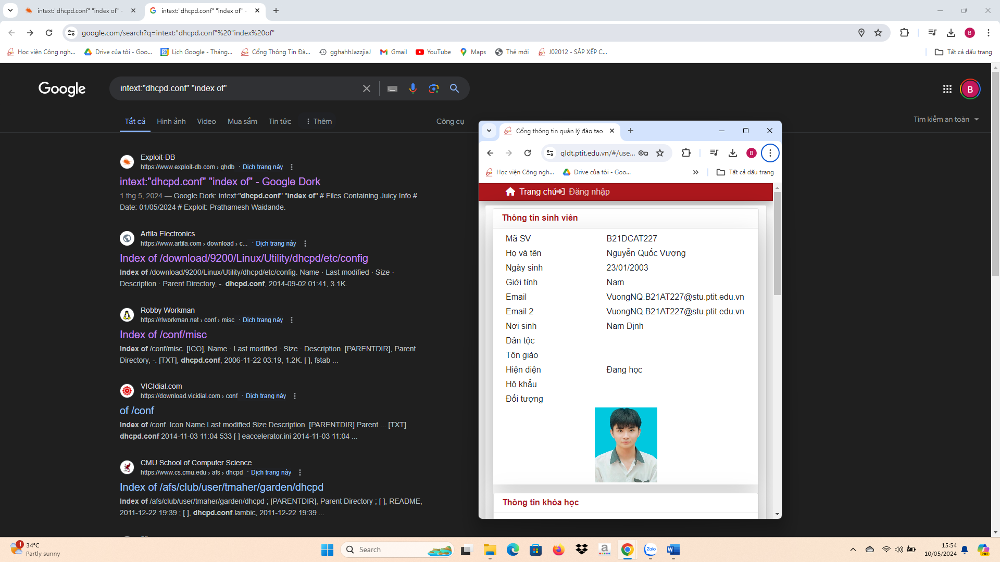 intext:"dhcpd.conf" "index of" -
intext:"dhcpd.conf" "index of" -
google.com/search?q=intext:"dhcpd.conf"%20"index%20of"
B
Học viện Công ngh...
Drive của tôi - Goo...
Lịch Google - Tháng...
Cổng Thông Tin Đà...
gghahhJazzjiaJ
Gmail
YouTube
Maps
Thẻ mới
J02012 - SẮP XẾP C...
Tất cả dấu trang
Google
intext:"dhcpd.conf" "index of"
B
Tất cả
Hình ảnh
Video
Mua sắm
Tin tức
Thêm
Công cụ
Tìm kiếm an toàn
Exploit-DB
https://www.exploit-db.com › ghdb · Dịch trang này
intext:"dhcpd.conf" "index of" - Google Dork
1 thg 5, 2024 — Google Dork: intext:"dhcpd.conf" "index of" # Files Containing Juicy Info #
Date: 01/05/2024 # Exploit: Prathamesh Waidande.
Artila Electronics
https://www.artila.com › download › c... · Dịch trang này
Index of /download/9200/Linux/Utility/dhcpd/etc/config
Index of /download/9200/Linux/Utility/dhcpd/etc/config. Name · Last modified · Size ·
Description · Parent Directory, -. dhcpd.conf, 2014-09-02 01:41, 3.1K.
Robby Workman
https://rlworkman.net › conf › misc · Dịch trang này
Index of /conf/misc
Index of /conf/misc. [ICO], Name · Last modified · Size · Description. [PARENTDIR], Parent
Directory, -. [TXT], dhcpd.conf, 2006-11-22 03:19, 1.2K. [ ], fstab ...
VICIdial.com
https://download.vicidial.com › conf · Dịch trang này
of /conf
Index of /conf. Icon Name Last modified Size Description. [PARENTDIR] Parent ... [TXT]
dhcpd.conf 2014-11-03 11:04 533 [ ] eaccelerator.ini 2014-11-03 11:04 ...
CMU School of Computer Science
https://www.cs.cmu.edu › afs › dhcpd · Dịch trang này
Index of /afs/club/user/tmaher/garden/dhcpd
Index of /afs/club/user/tmaher/garden/dhcpd ; [PARENTDIR], Parent Directory ; [ ], README,
2011-12-22 19:39 ; [ ], dhcpd.conf.lambic, 2011-12-22 19:39 ...
Cổng thông tin quản lý đào tạo
qldt.ptit.edu.vn/#/use...
B
Học viện Công ngh...
Drive của tôi - Goo...
Tất cả dấu trang
Trang chủ
Đăng nhập
Thông tin sinh viên
Mã SV B21DCAT227
Họ và tên Nguyễn Quốc Vượng
Ngày sinh 23/01/2003
Giới tính Nam
Email VuongNQ.B21AT227@stu.ptit.edu.vn
Email 2 VuongNQ.B21AT227@stu.ptit.edu.vn
Nơi sinh Nam Định
Dân tộc
Tôn giáo
Hiện diện Đang học
Hộ khẩu
Đối tượng
Thông tin khóa học
1
34°C
Partly sunny
Search
Zalo
15:54
10/05/2024
PRE